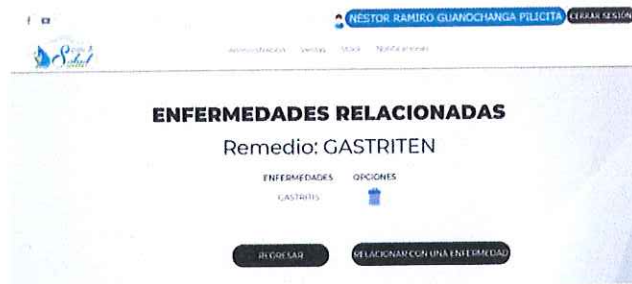 NÉSTOR RAMIRO GUANOCHANGA PILICITA CERRAR SESIÓN
Salud
Administración Ventas Stock Notificaciones
ENFERMEDADES RELACIONADAS
Remedio: GASTRITEN
ENFERMEDADES OPCIONES
GASTRITIS
REGRESAR RELACIONAR CON UNA ENFERMEDAD